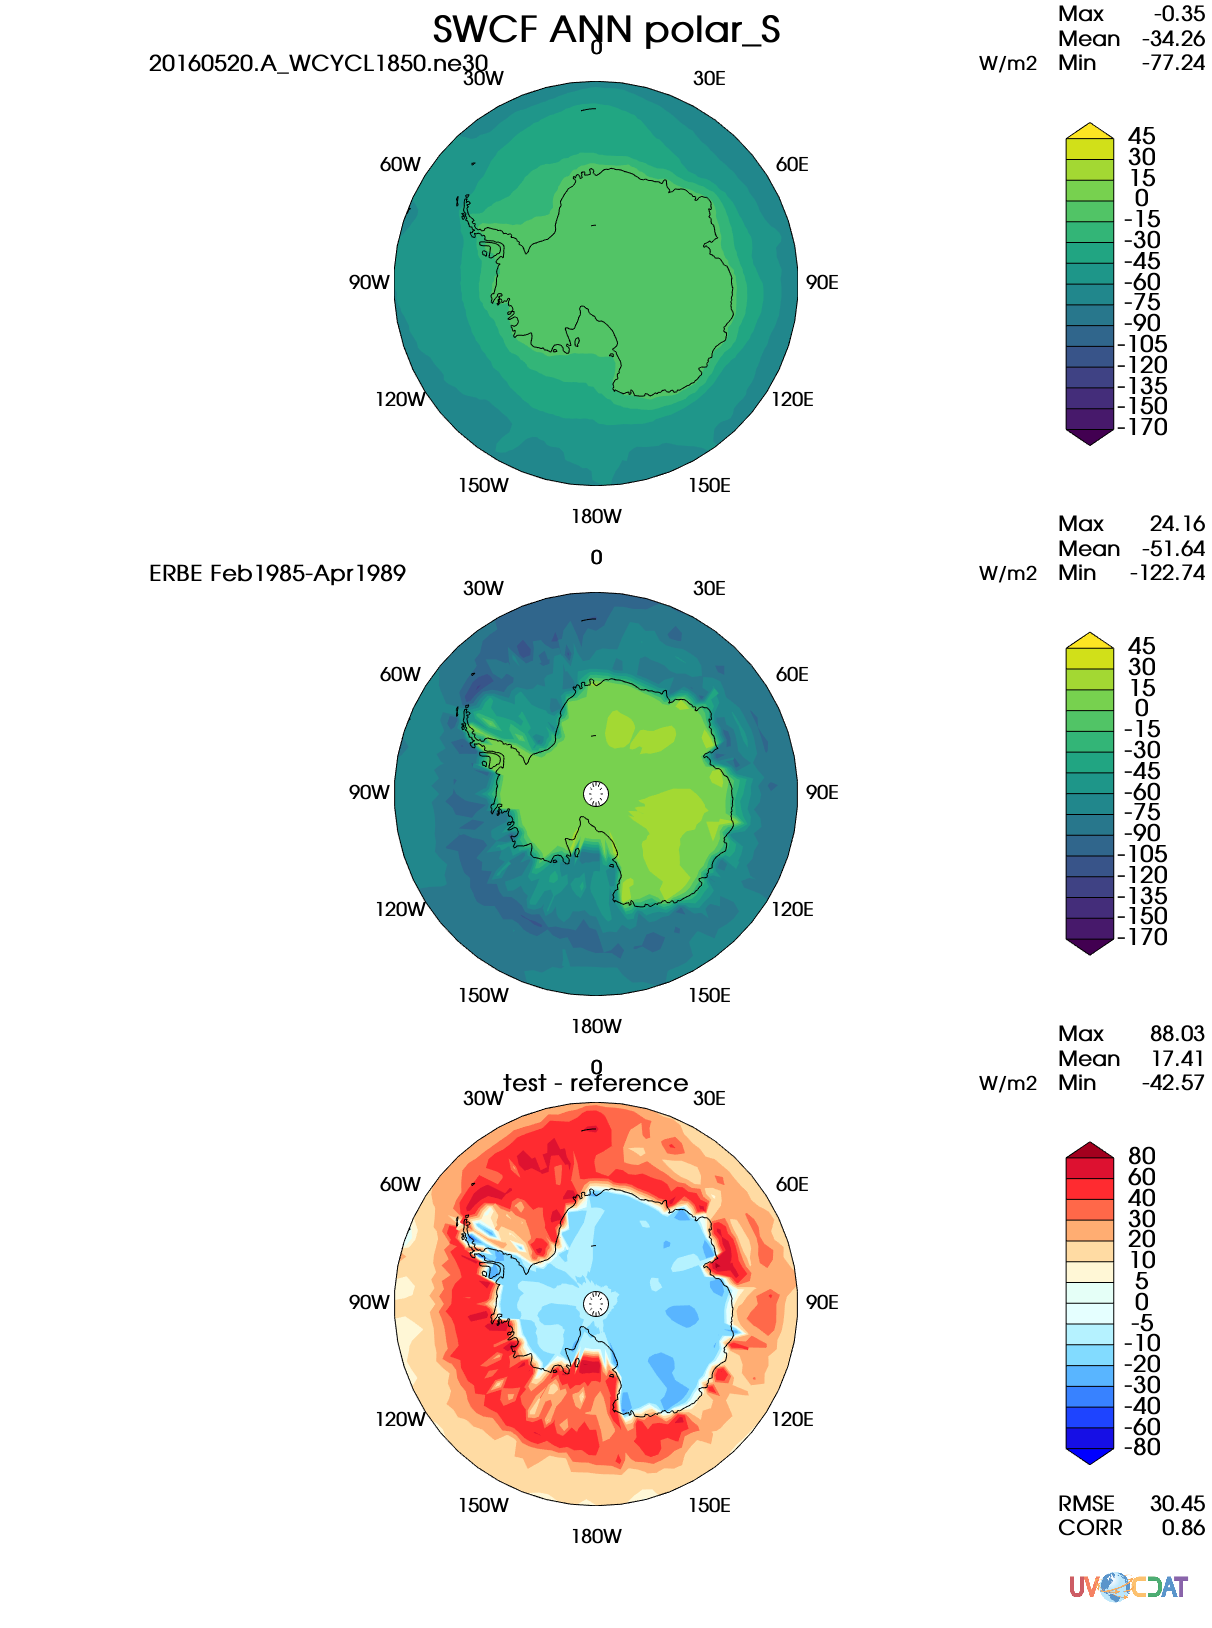 SWCF ANN polar_S
20160520.A_WCYCL1850.ne30
W/m2
Max -0.35
Mean -34.26
Min -77.24
0
30W 30E
60W 60E
90W 90E
120W 120E
150W 150E
180W
45
30
15
0
-15
-30
-45
-60
-75
-90
-105
-120
-135
-150
-170
ERBE Feb1985-Apr1989
W/m2
Max 24.16
Mean -51.64
Min -122.74
0
30W 30E
60W 60E
90W 90E
120W 120E
150W 150E
180W
45
30
15
0
-15
-30
-45
-60
-75
-90
-105
-120
-135
-150
-170
test - reference
W/m2
Max 88.03
Mean 17.41
Min -42.57
0
30W 30E
60W 60E
90W 90E
120W 120E
150W 150E
180W
80
60
40
30
20
10
5
0
-5
-10
-20
-30
-40
-60
-80
RMSE 30.45
CORR 0.86
UVCDAT